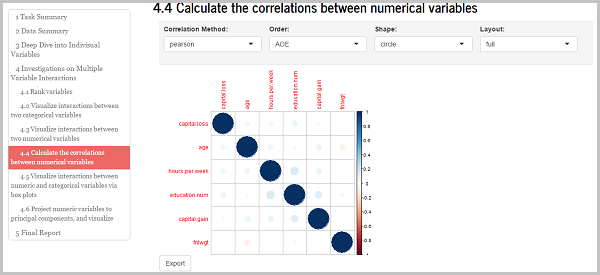 1 Task Summary
2 Data Summary
3 Deep Dive into Indivisual
Variables
4 Investigations on Multiple
Variable Interactions
4.1 Rank variables
4.2 Visualize interactions between
two categorical variables
4.3 Visualize interactions between
two numerical variables
4.4 Calculate the correlations
between numerical variables
4.5 Visualize interactions between
numeric and categorical variables via
box plots
4.6 Project numeric variables to
principal components, and visualize
5 Final Report
4.4 Calculate the correlations between numerical variables
Correlation Method: Order: Shape: Layout:
pearson AOE circle full
capital.loss age hours.per.week education.num capital.gain fnlwgt
capital.loss
age
hours.per.week
education.num
capital.gain
fnlwgt
1
0.8
0.6
0.4
0.2
0
-0.2
-0.4
-0.6
-0.8
-1
Export